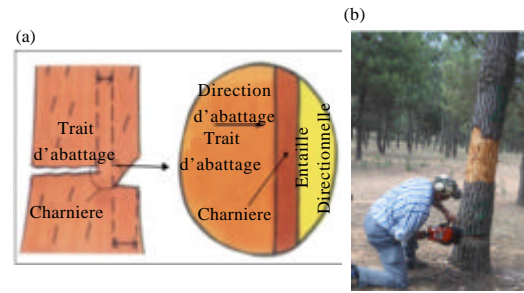 (a)
Trait
d'abattage
Charniere
Direction
d'abattage
Trait
d'abattage
Charniere
Entaille
Directionnelle
(b)